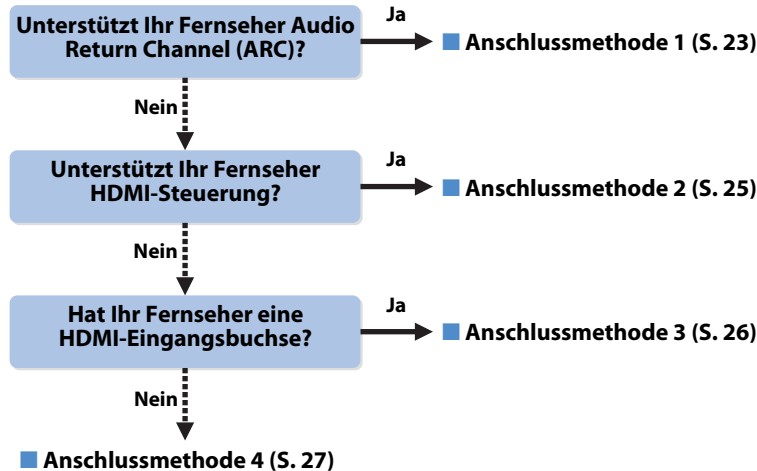 Unterstützt Ihr Fernseher Audio
Return Channel (ARC)?
Ja
■ Anschlussmethode 1 (S. 23)
Nein
Unterstützt Ihr Fernseher
HDMI-Steuerung?
Ja
■ Anschlussmethode 2 (S. 25)
Nein
Hat Ihr Fernseher eine
HDMI-Eingangsbuchse?
Ja
■ Anschlussmethode 3 (S. 26)
Nein
■ Anschlussmethode 4 (S. 27)